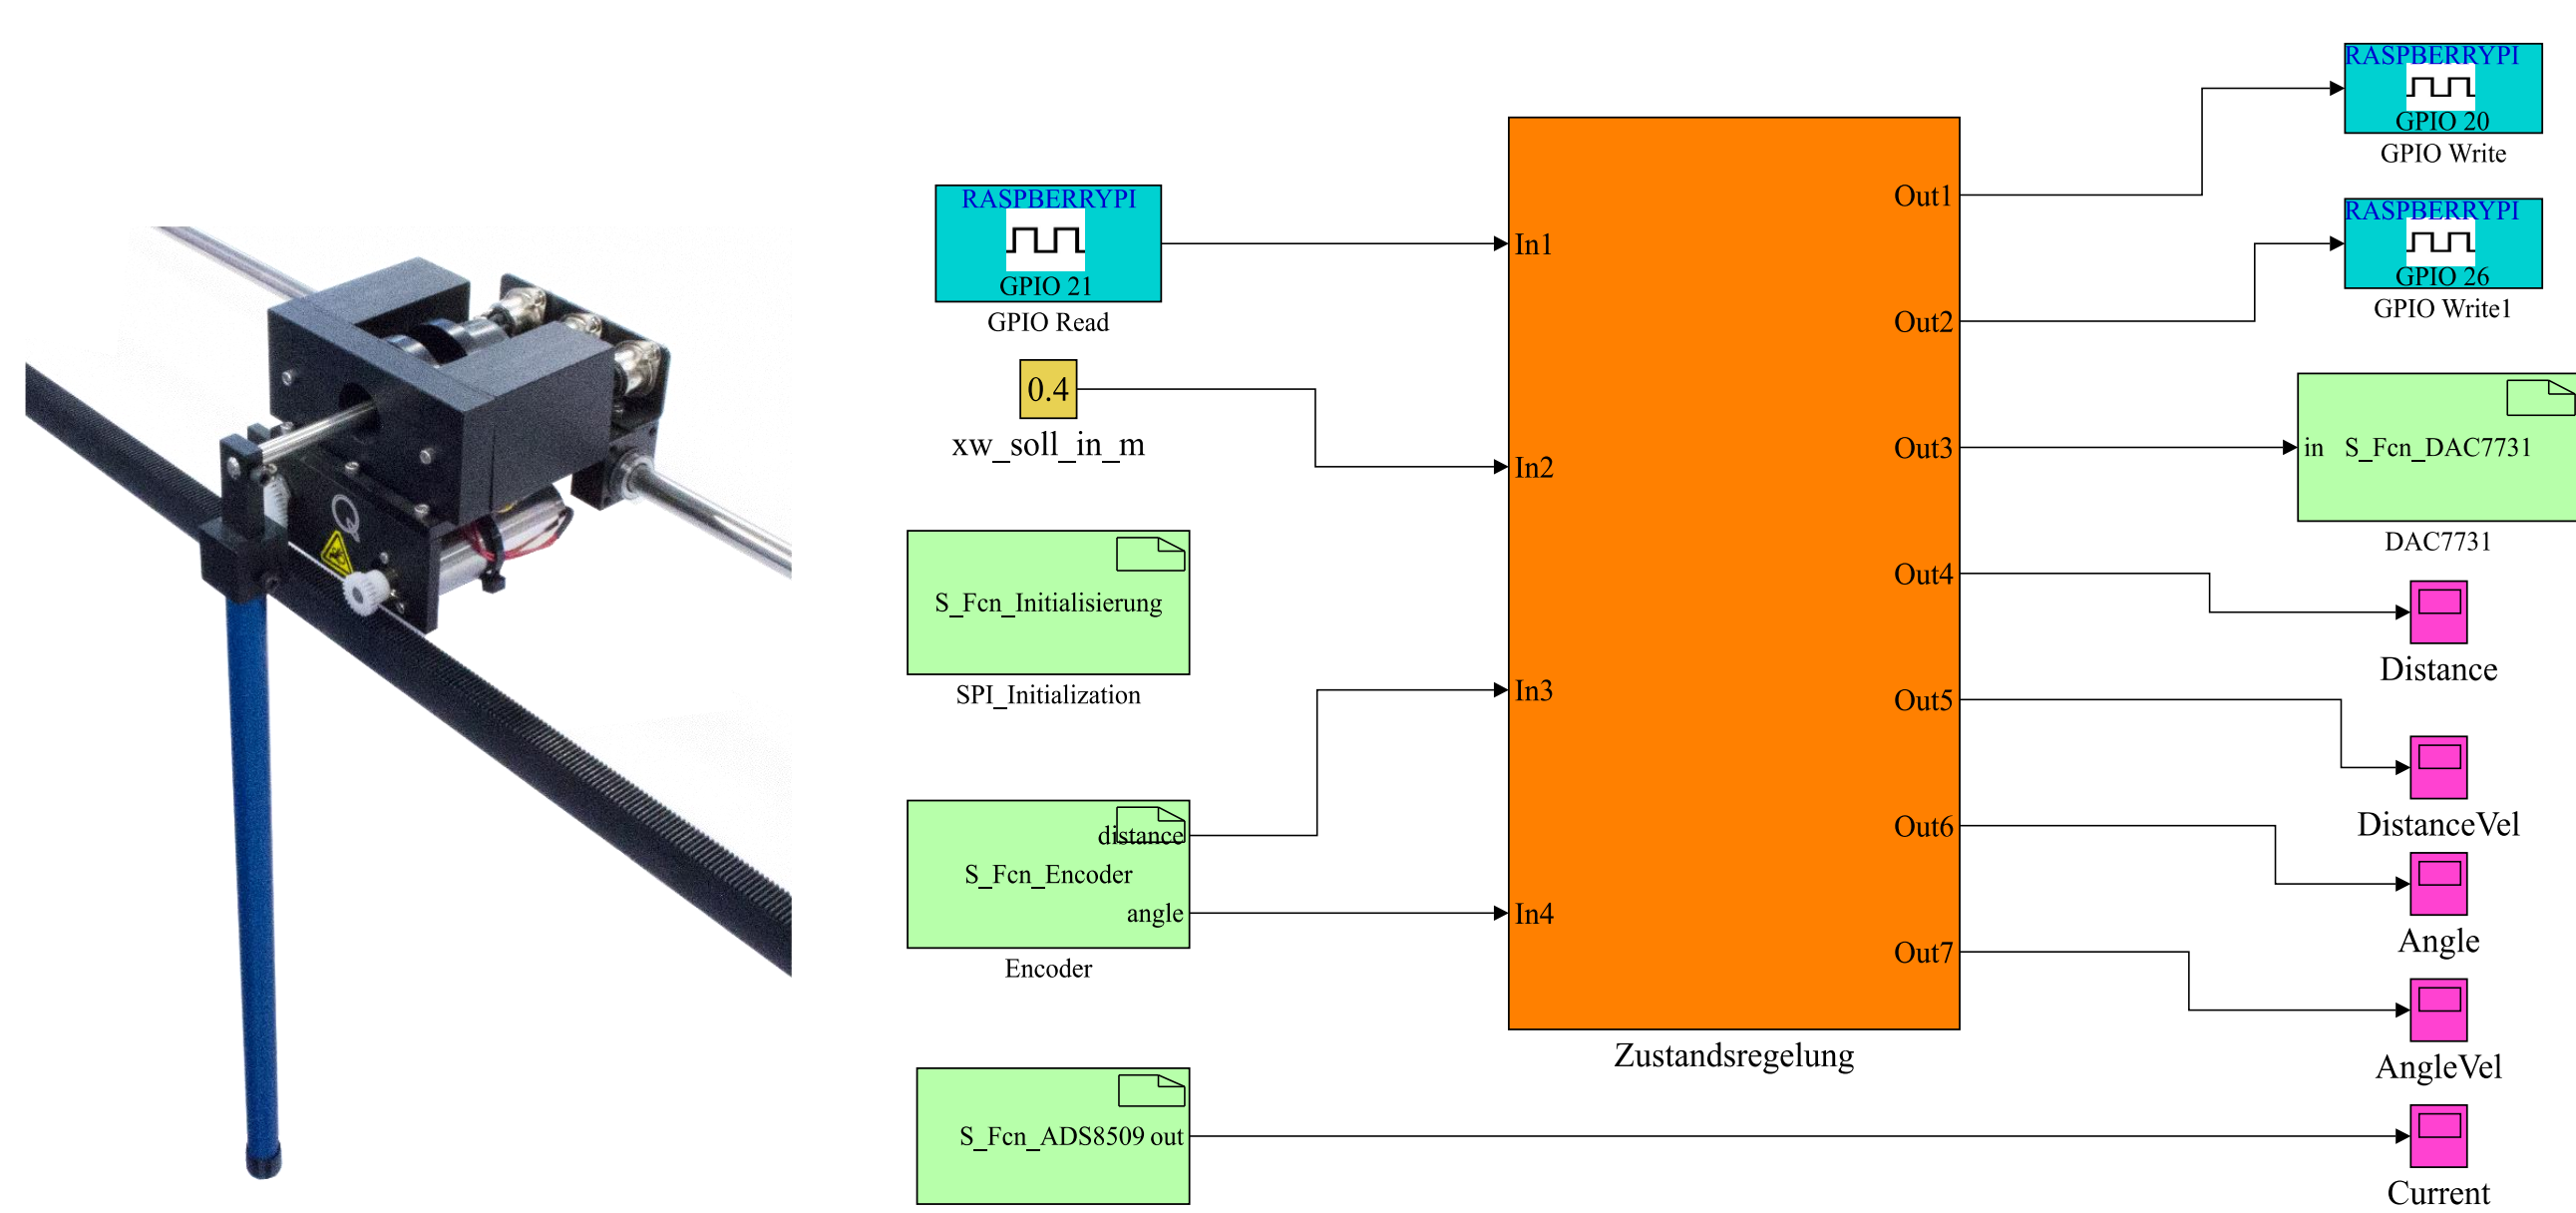 Q
RASPBERRYPI
GPIO 21
GPIO Read
0.4
xw_soll_in_m
S_Fcn_Initialisierung
SPI_Initialization
distance
S_Fcn_Encoder
angle
Encoder
S_Fcn_ADS8509 out
In1
In2
In3
In4
Out1
Out2
Out3
Out4
Out5
Out6
Out7
Zustandsregelung
RASPBERRYPI
GPIO 20
GPIO Write
RASPBERRYPI
GPIO 26
GPIO Write1
in S_Fcn_DAC7731
DAC7731
Distance
DistanceVel
Angle
AngleVel
Current